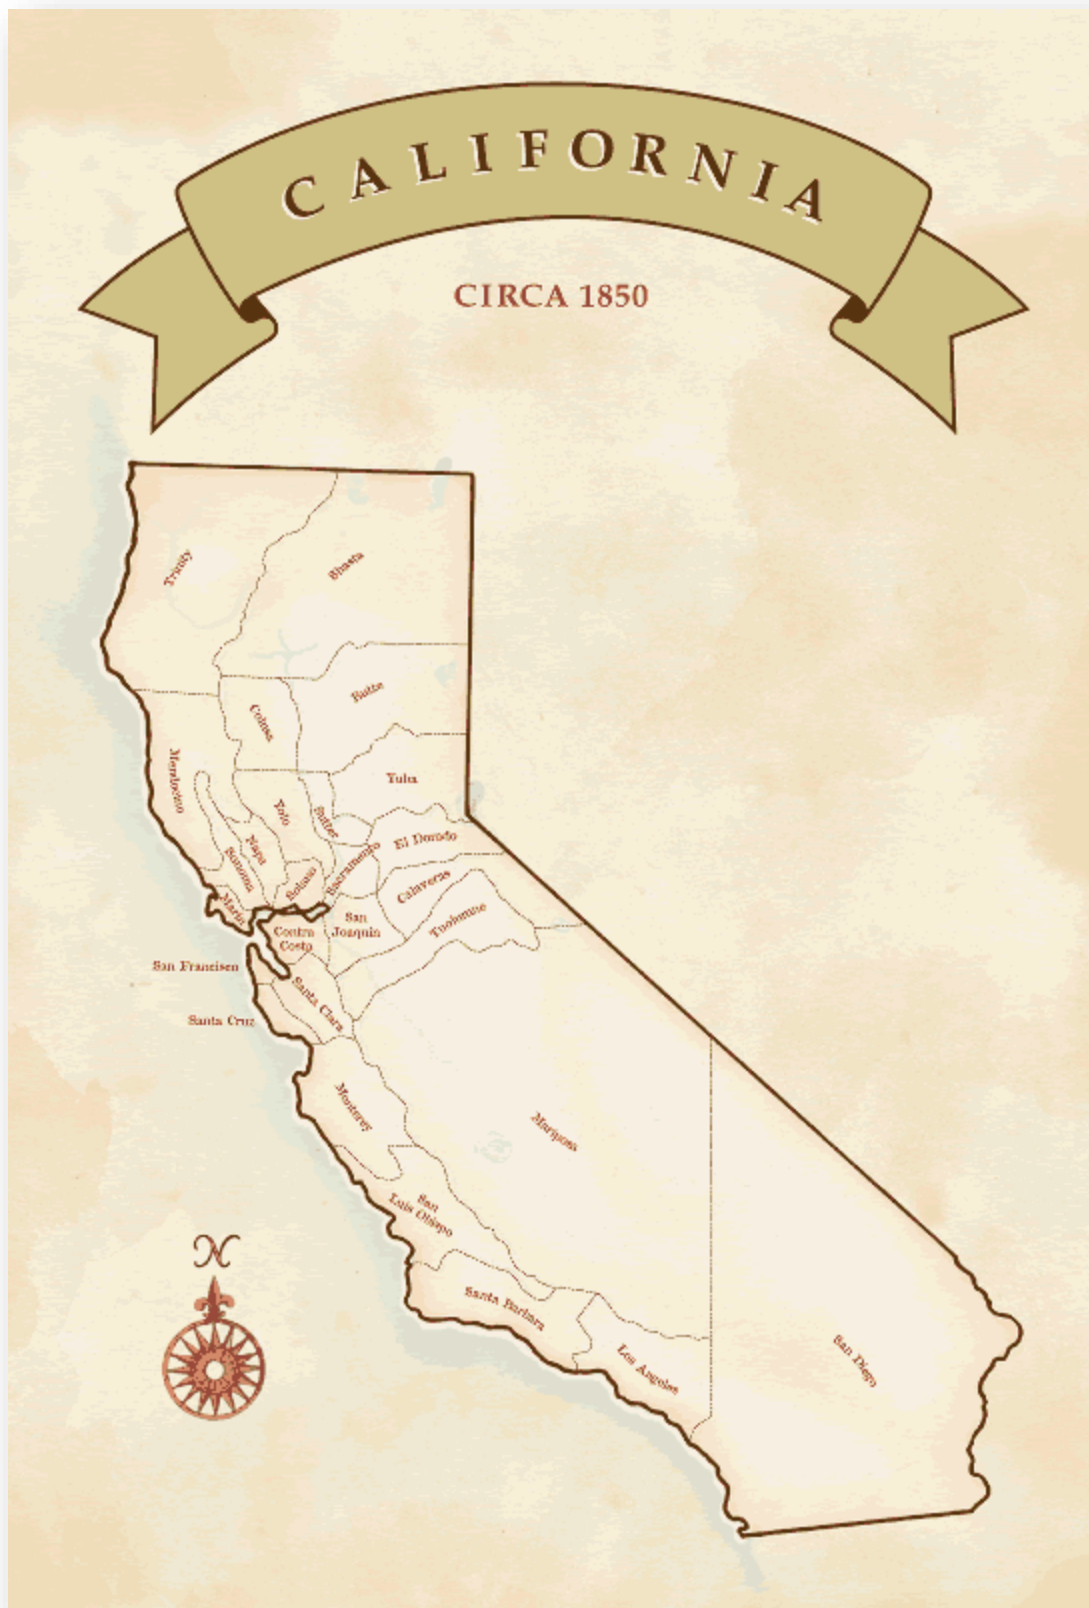 CALIFORNIA
CIRCA 1850
Trinity
Shasta
Butte
Colusa
Mendocino
Yuba
Yolo
Sutter
El Dorado
Napa
Sonoma
Sacramento
Solano
Calaveras
Marin
San
Joaquin
Tuolumne
Contra
Costa
San Francisco
Santa Clara
Santa Cruz
Monterey
Mariposa
San
Luis Obispo
N
Santa Barbara
Los Angeles
San Diego